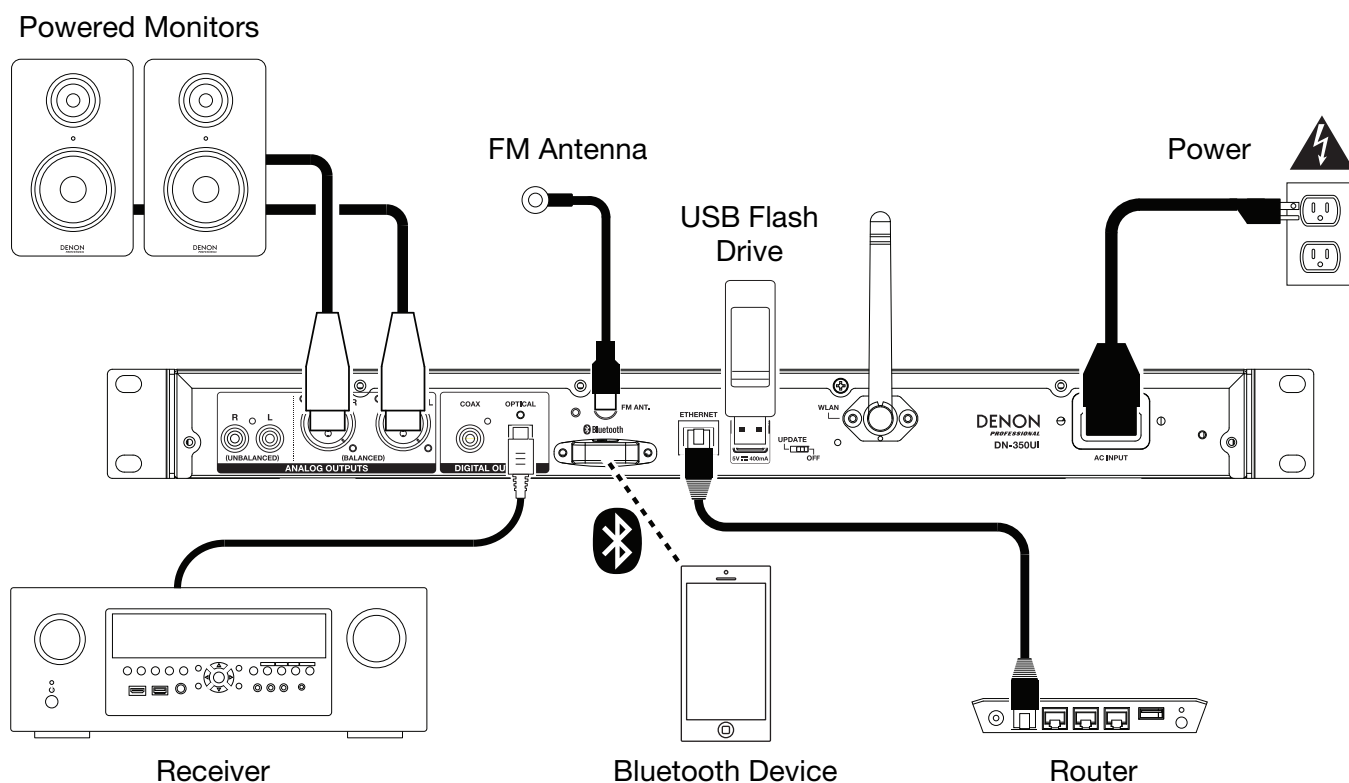 Powered Monitors
DENON
PROFESSIONAL
DENON
PROFESSIONAL
FM Antenna
USB Flash
Drive
Power
R L
(UNBALANCED)
R
L
(BALANCED)
ANALOG OUTPUTS
COAX
OPTICAL
DIGITAL OU
FM ANT.
Bluetooth
ETHERNET
5V 400mA
UPDATE
OFF
WLAN
DENON
PROFESSIONAL
DN-350UI
AC INPUT
Receiver
Bluetooth Device
Router